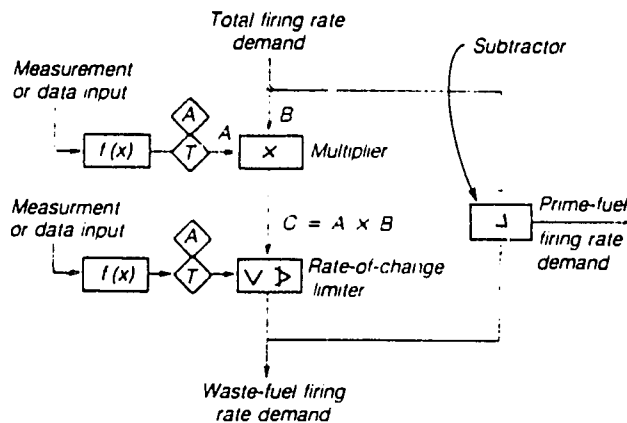 Total firing rate
demand
Subtractor
Measurement
or data input
A
A
B
f(x)
T
×
Multiplier
Measurment
or data input
C = A × B
Prime-fuel
firing rate
demand
A
f(x)
T
Rate-of-change
limiter
Waste-fuel firing
rate demand